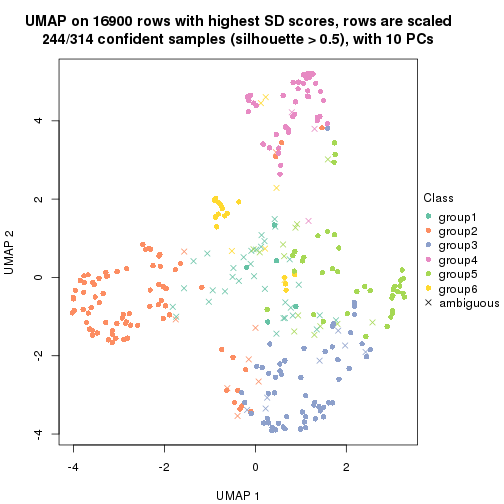 UMAP on 16900 rows with highest SD scores, rows are scaled
244/314 confident samples (silhouette > 0.5), with 10 PCs
UMAP 2
4
2
0
-2
-4
-4
-2
0
2
UMAP 1
Class
group1
group2
group3
group4
group5
group6
ambiguous